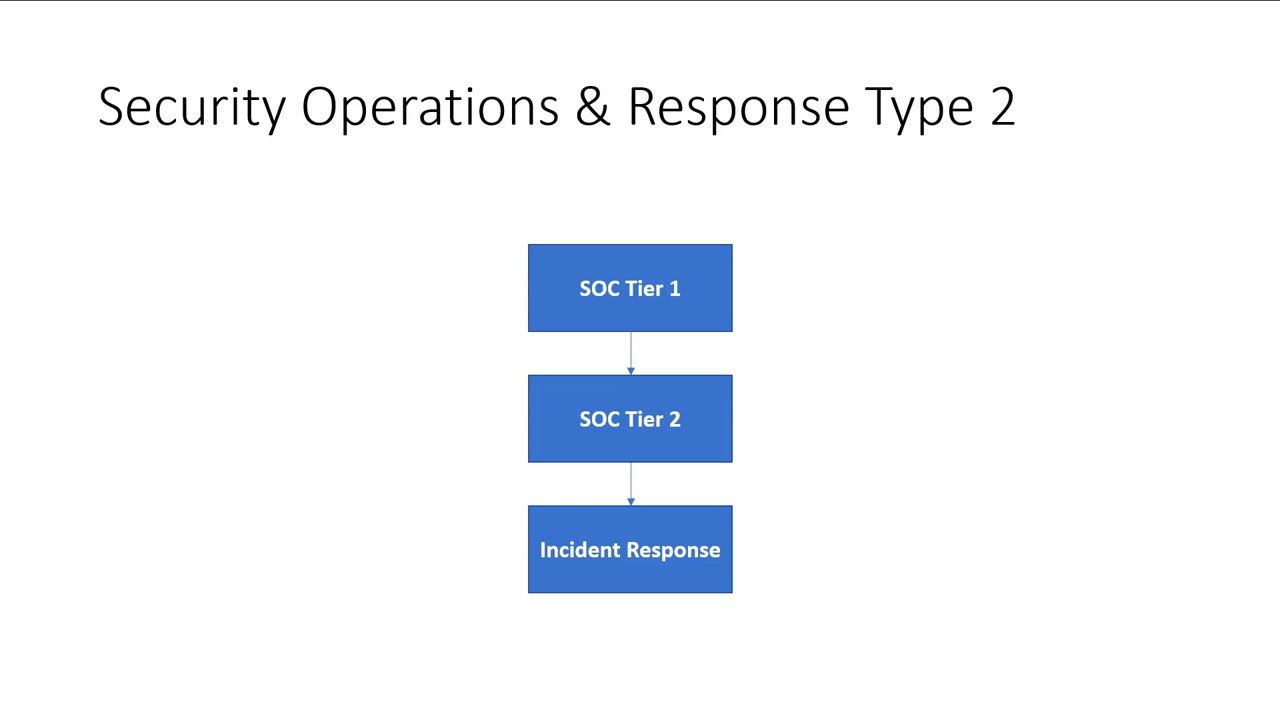 Security Operations & Response Type 2
SOC Tier 1
SOC Tier 2
Incident Response